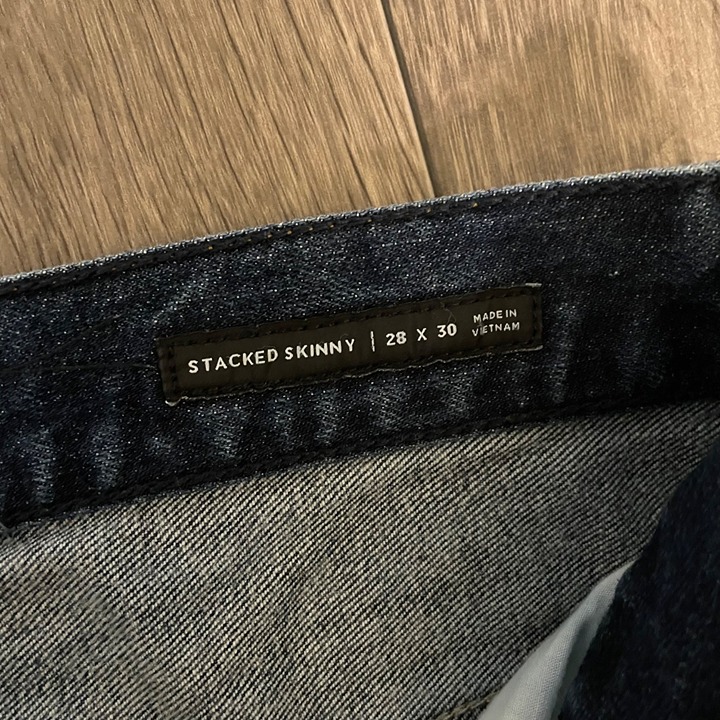 STACKED SKINNY | 28 X 30
MADE IN
VIETNAM